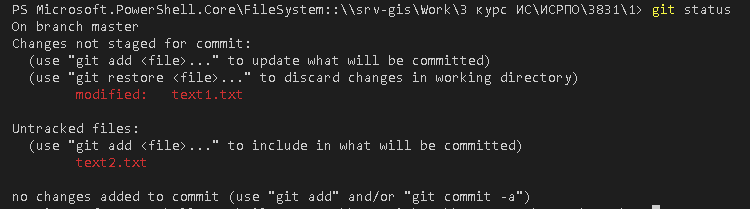 PS Microsoft.PowerShell.Core\FileSystem::\\srv-gis\Work\3 курс ИС\ИСРПО\3831\1> git status
On branch master
Changes not staged for commit:
  (use "git add <file>..." to update what will be committed)
  (use "git restore <file>..." to discard changes in working directory)
        modified:   text1.txt

Untracked files:
  (use "git add <file>..." to include in what will be committed)
        text2.txt

no changes added to commit (use "git add" and/or "git commit -a")